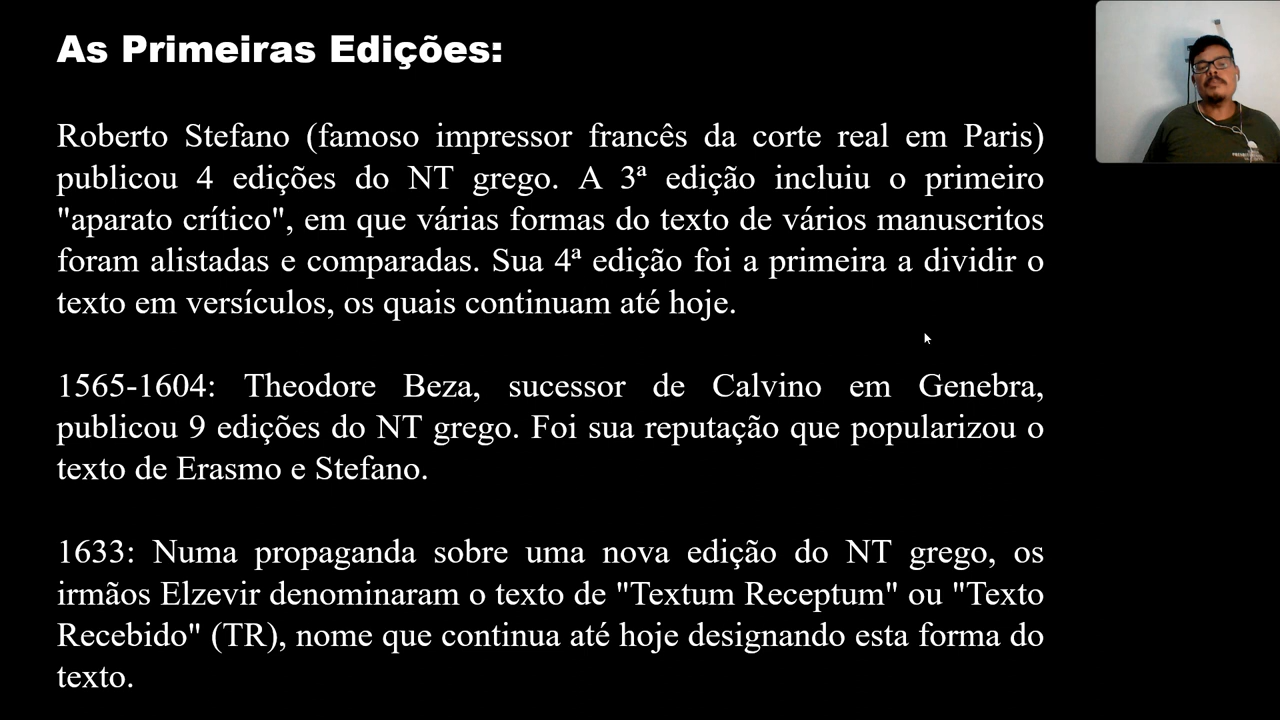 As Primeiras Edições:
Roberto Stefano (famoso impressor francês da corte real em Paris)
publicou 4 edições do NT grego. A 3ª edição incluiu o primeiro
"aparato crítico", em que várias formas do texto de vários manuscritos
foram alistadas e comparadas. Sua 4ª edição foi a primeira a dividir o
texto em versículos, os quais continuam até hoje.
1565-1604: Theodore Beza, sucessor de Calvino em Genebra,
publicou 9 edições do NT grego. Foi sua reputação que popularizou o
texto de Erasmo e Stefano.
1633: Numa propaganda sobre uma nova edição do NT grego, os
irmãos Elzevir denominaram o texto de "Textum Receptum" ou "Texto
Recebido" (TR), nome que continua até hoje designando esta forma do
texto.